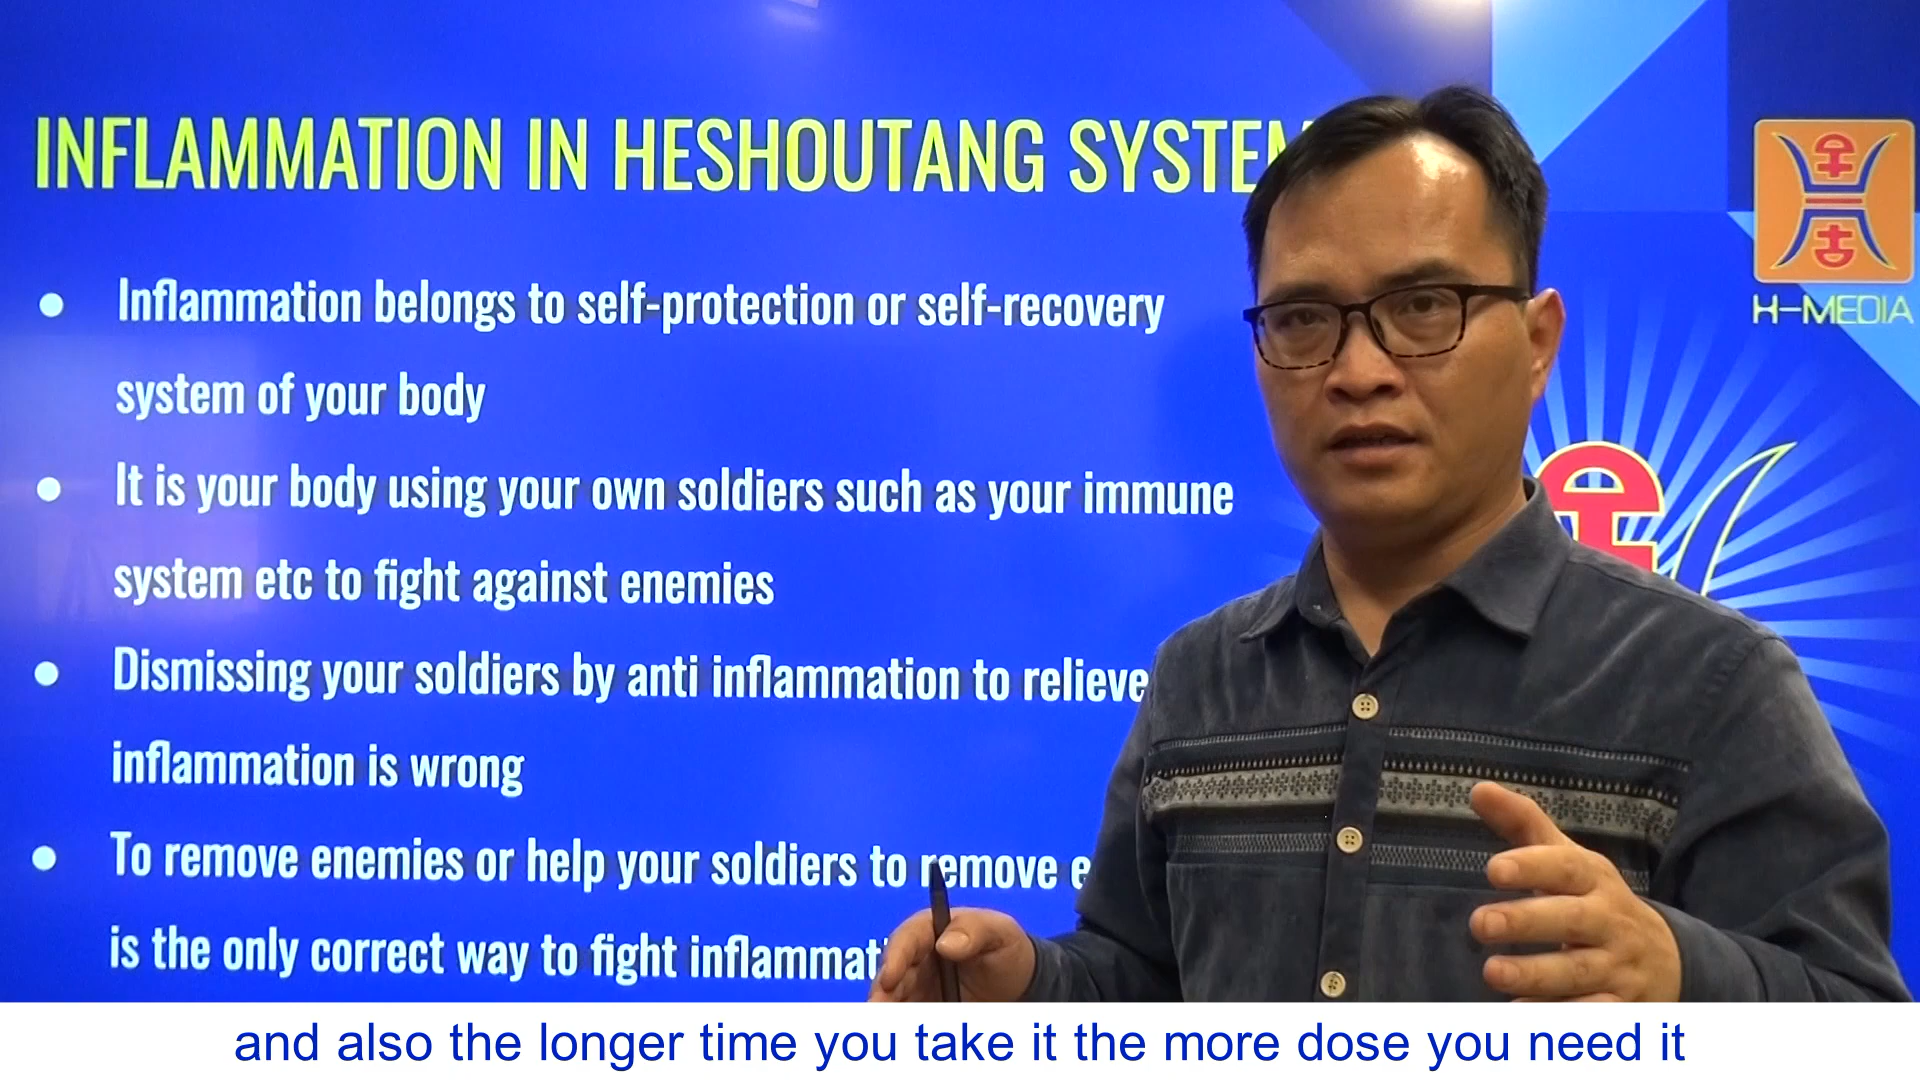 INFLAMMATION IN HESHOUTANG SYSTEM
H-MEDIA
● Inflammation belongs to self-protection or self-recovery
system of your body
● It is your body using your own soldiers such as your immune
system etc to fight against enemies
● Dismissing your soldiers by anti inflammation to relieve
inflammation is wrong
● To remove enemies or help your soldiers to remove e
is the only correct way to fight inflammati
and also the longer time you take it the more dose you need it